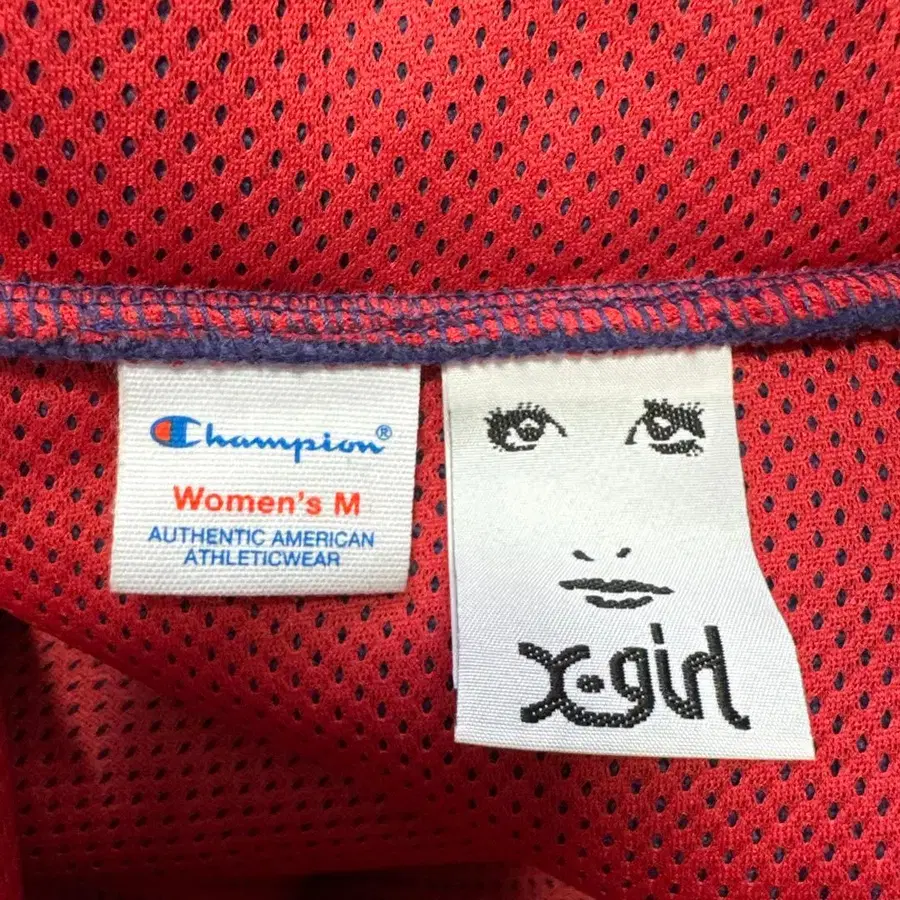 Champion®
Women's M
AUTHENTIC AMERICAN
ATHLETICWEAR
X-girl